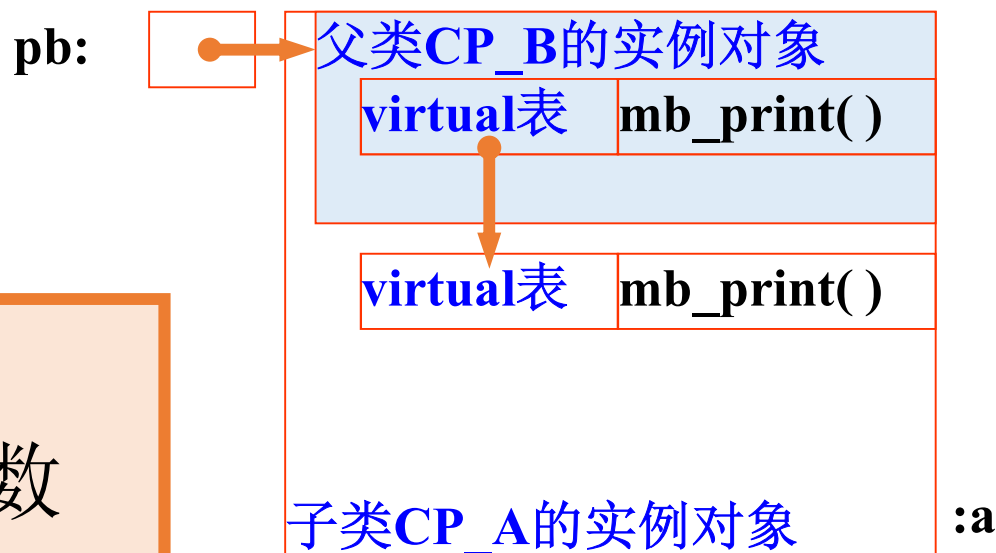 pb:
父类CP_B的实例对象
virtual表 mb_print( )
virtual表 mb_print( )
数
子类CP_A的实例对象 :a